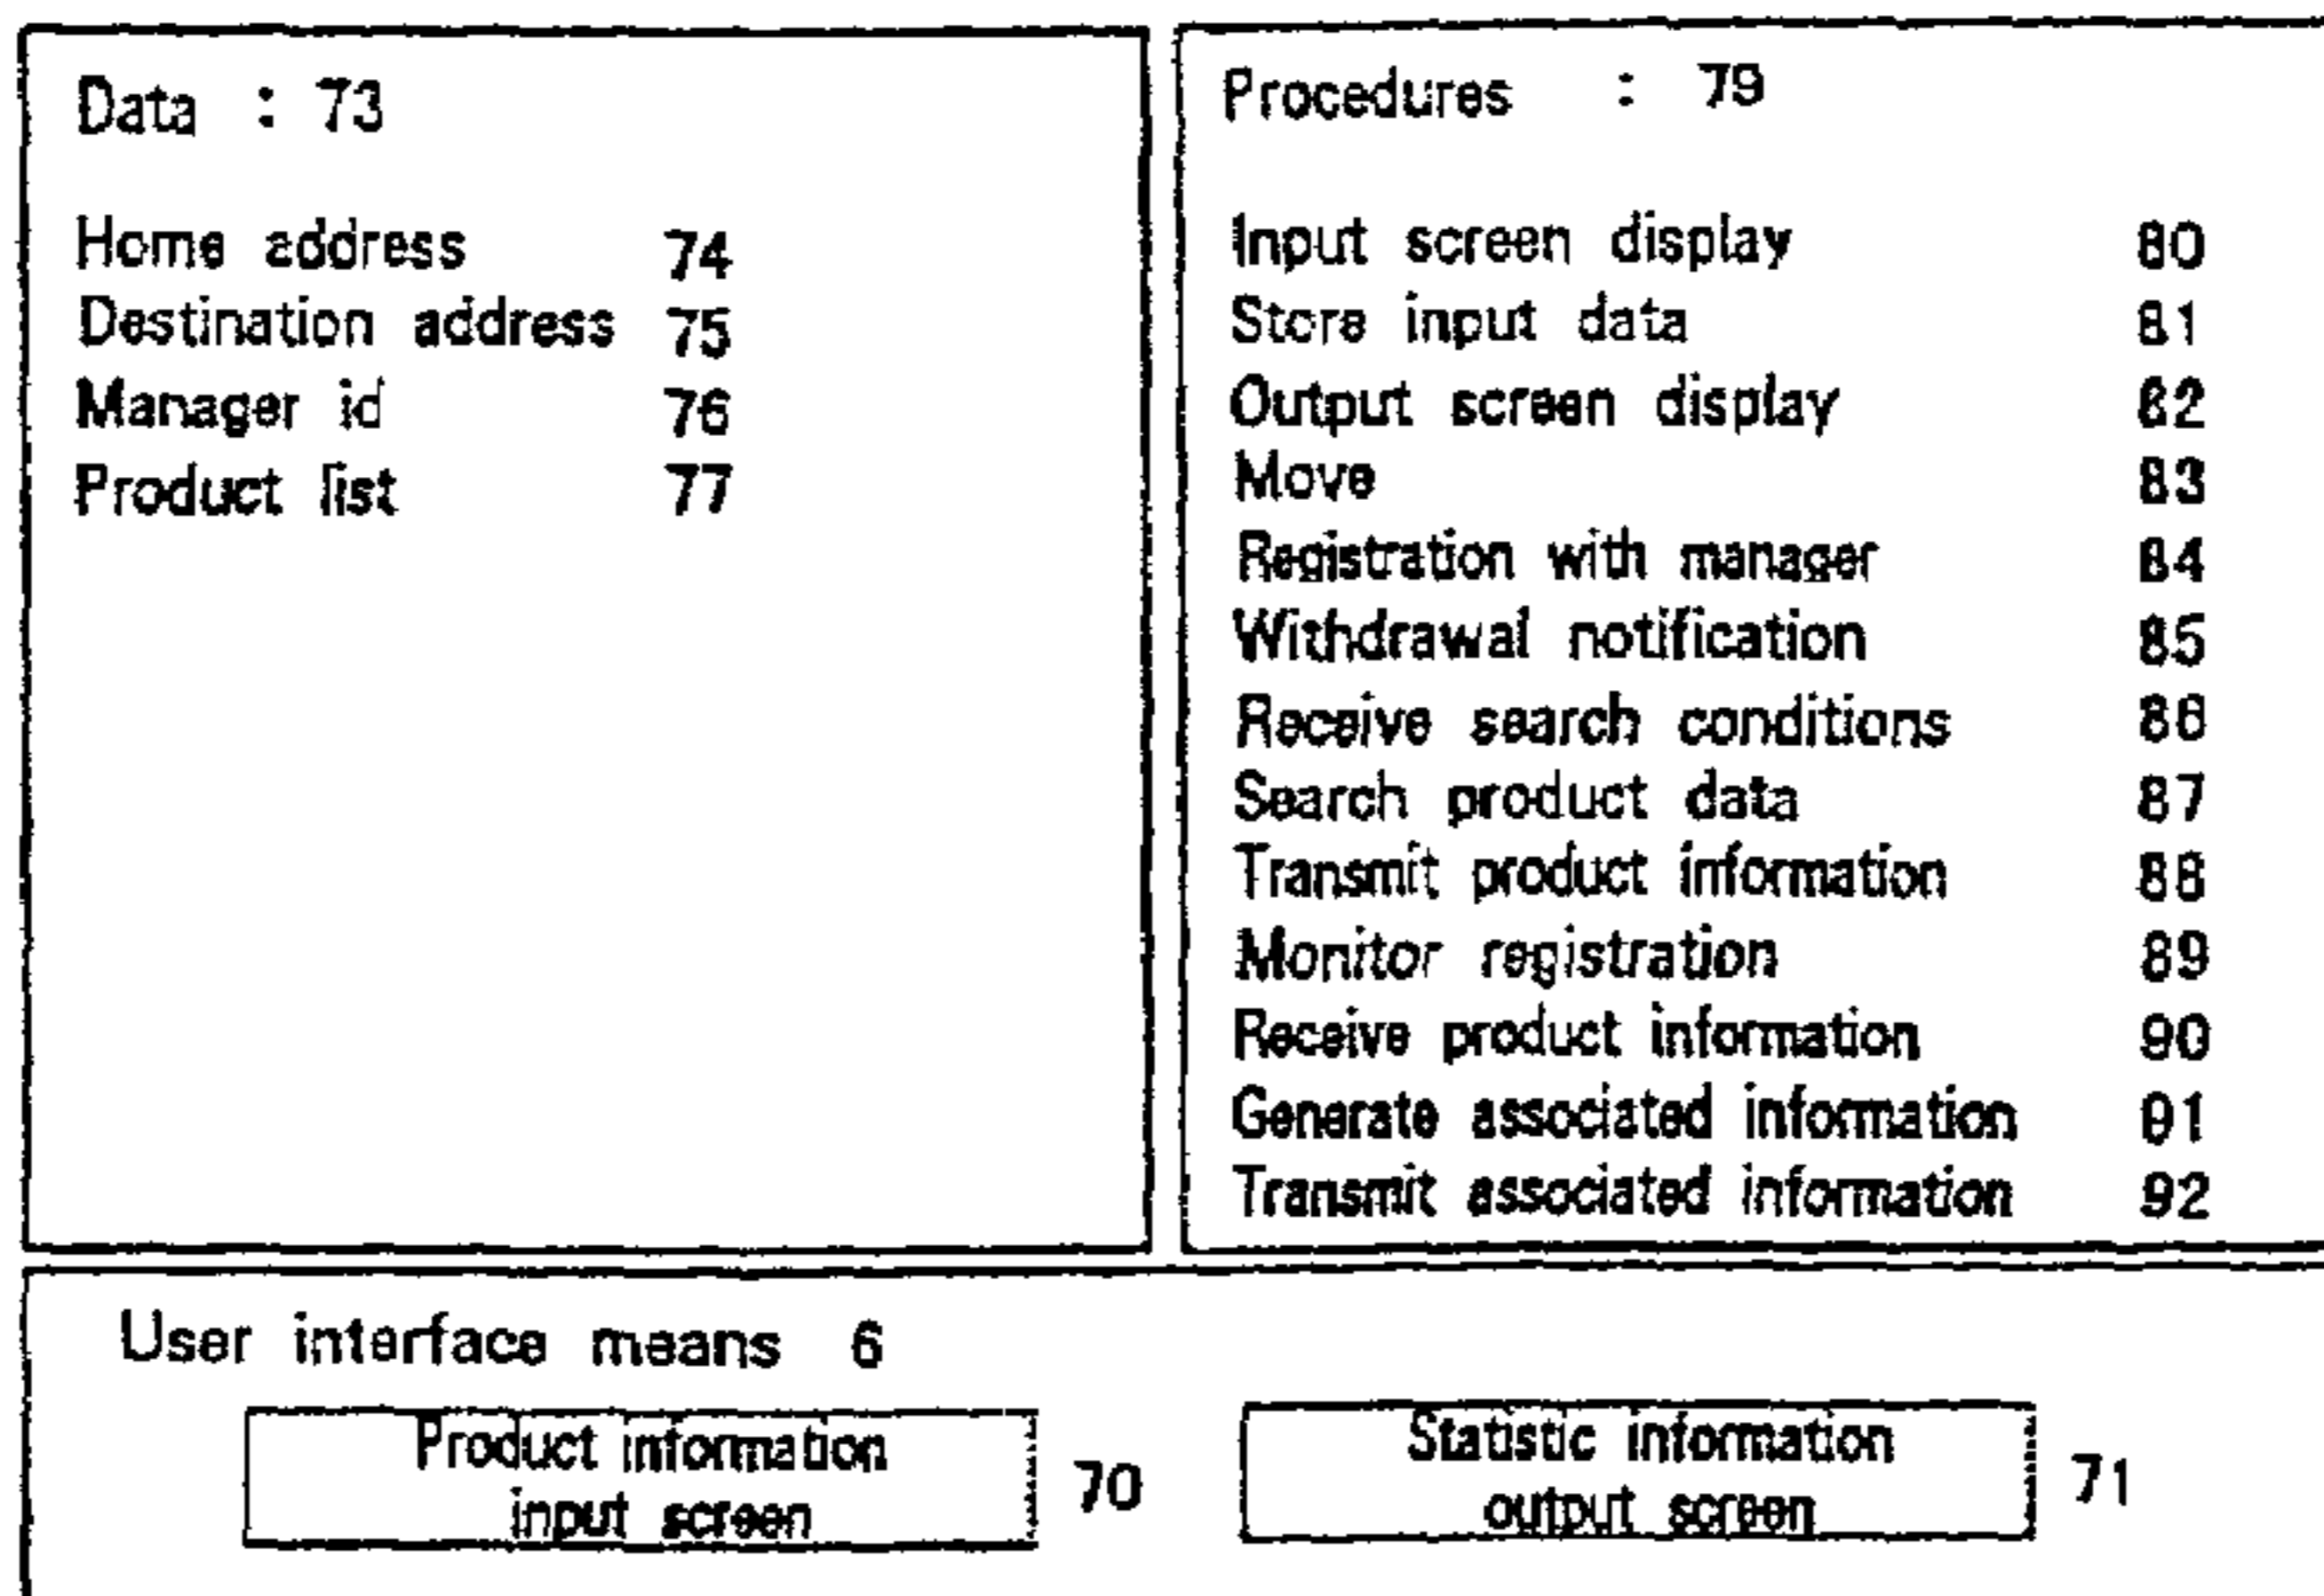 Data : 73
Home address 74
Destination address 75
Manager id 76
Product list 77
Procedures : 79
Input screen display 80
Store input data 81
Output screen display 82
Move 83
Registration with manager 84
Withdrawal notification 85
Receive search conditions 86
Search product data 87
Transmit product information 88
Monitor registration 89
Receive product information 90
Generate associated information 91
Transmit associated information 92
User interface means 6
Product information
input screen
70
Statistic information
output screen
71